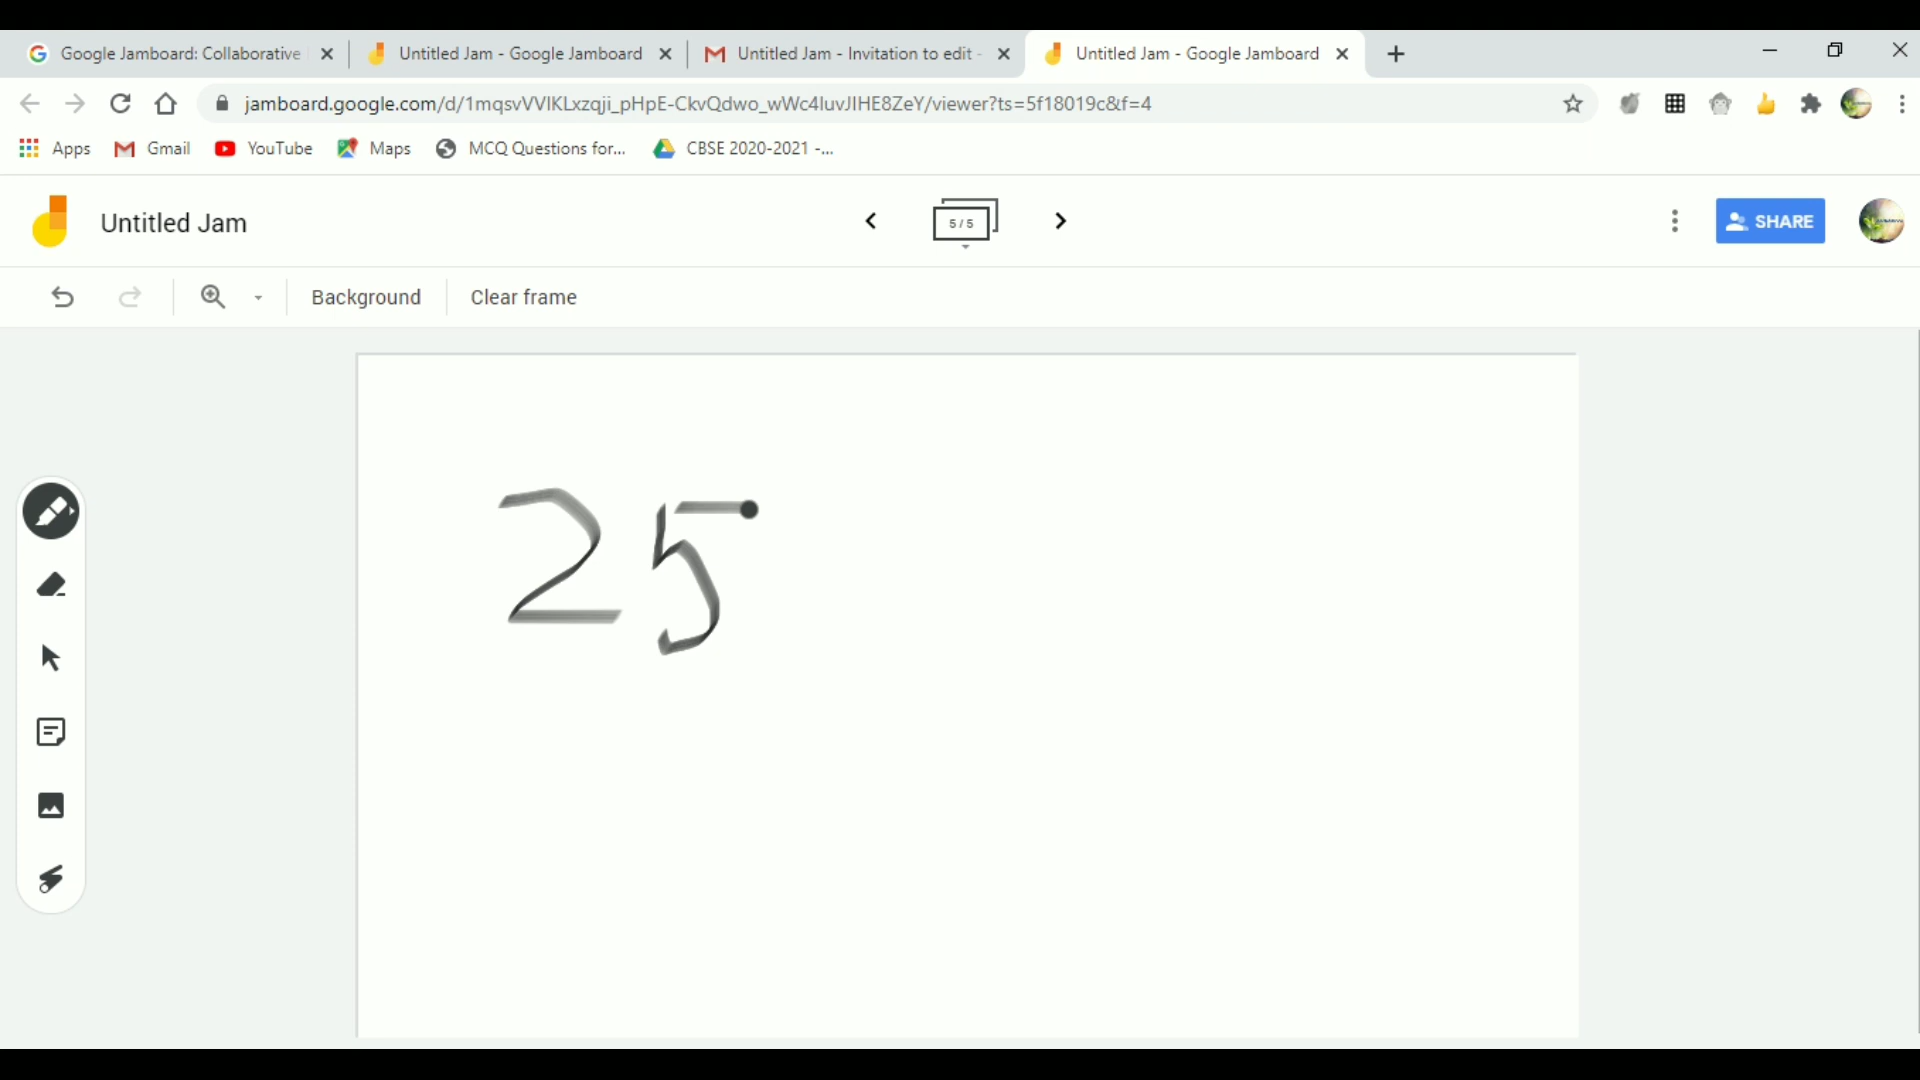 Google Jamboard: Collaborative
Untitled Jam - Google Jamboard
Untitled Jam - Invitation to edit -
Untitled Jam - Google Jamboard
jamboard.google.com/d/1mqsvVVIKLxzqji_pHpE-CkvQdwo_wWc4luvJIHE8ZeY/viewer?ts=5f18019c&f=4
Apps Gmail YouTube Maps MCQ Questions for... CBSE 2020-2021 -...
Untitled Jam
5 / 5
SHARE
Background
Clear frame
25